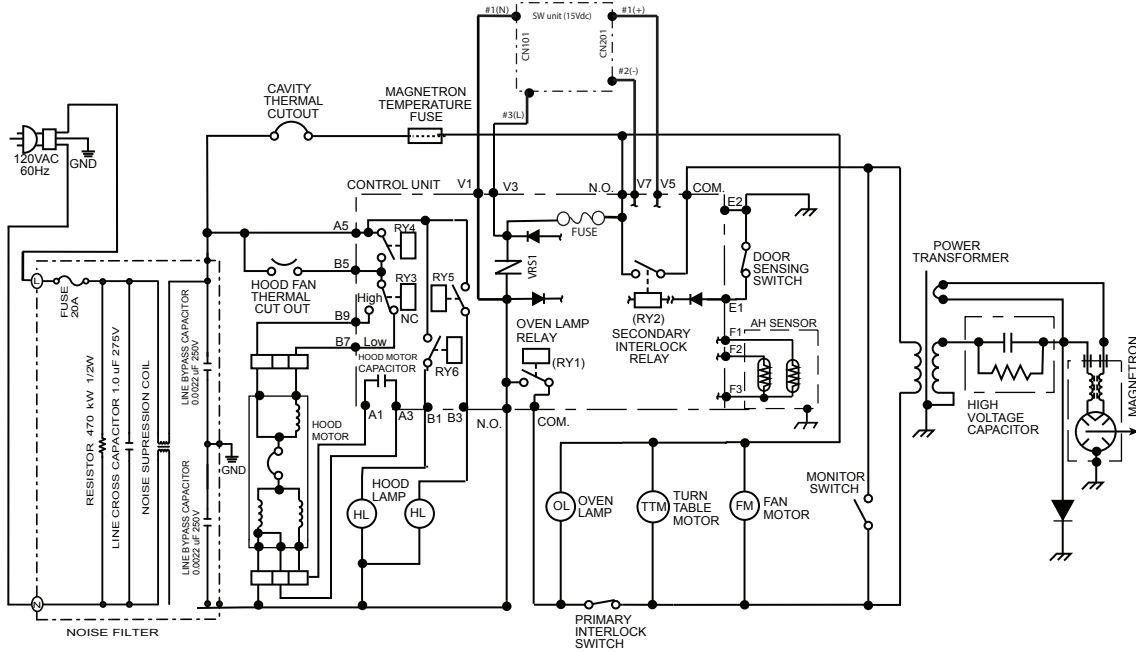 #1(N)
SW unit (15Vdc)
#1(+)
CN101
CN201
#2(-)
#3(L)
CAVITY
THERMAL
CUTOUT
MAGNETRON
TEMPERATURE
FUSE
120VAC
60Hz
GND
CONTROL UNIT
V1
V3
N.O.
V7
V5
COM.
E2
A5
RY4
FUSE
VRS1
DOOR
SENSING
SWITCH
POWER
TRANSFORMER
B5
HOOD FAN
THERMAL
CUT OUT
RY3
RY5
High
NC
B9
B7
Low
L
FUSE
20A
(RY2)
SECONDARY
INTERLOCK
RELAY
E1
OVEN LAMP
RELAY
(RY1)
F1
AH SENSOR
F2
F3
HOOD MOTOR
CAPACITOR
RY6
A1
A3
B1
B3
N.O.
COM.
HIGH
VOLTAGE
CAPACITOR
MAGNETRON
RESISTOR 470 kW 1/2W
LINE CROSS CAPACITOR 1.0 uF 275V
NOISE SUPRESSION COIL
LINE BYPASS CAPACITOR
0.0022 uF 250V
LINE BYPASS CAPACITOR
0.0022 uF 250V
GND
HOOD
MOTOR
HOOD
LAMP
HL
HL
OL
OVEN
LAMP
TTM
TURN
TABLE
MOTOR
FM
FAN
MOTOR
MONITOR
SWITCH
N
NOISE FILTER
PRIMARY
INTERLOCK
SWITCH